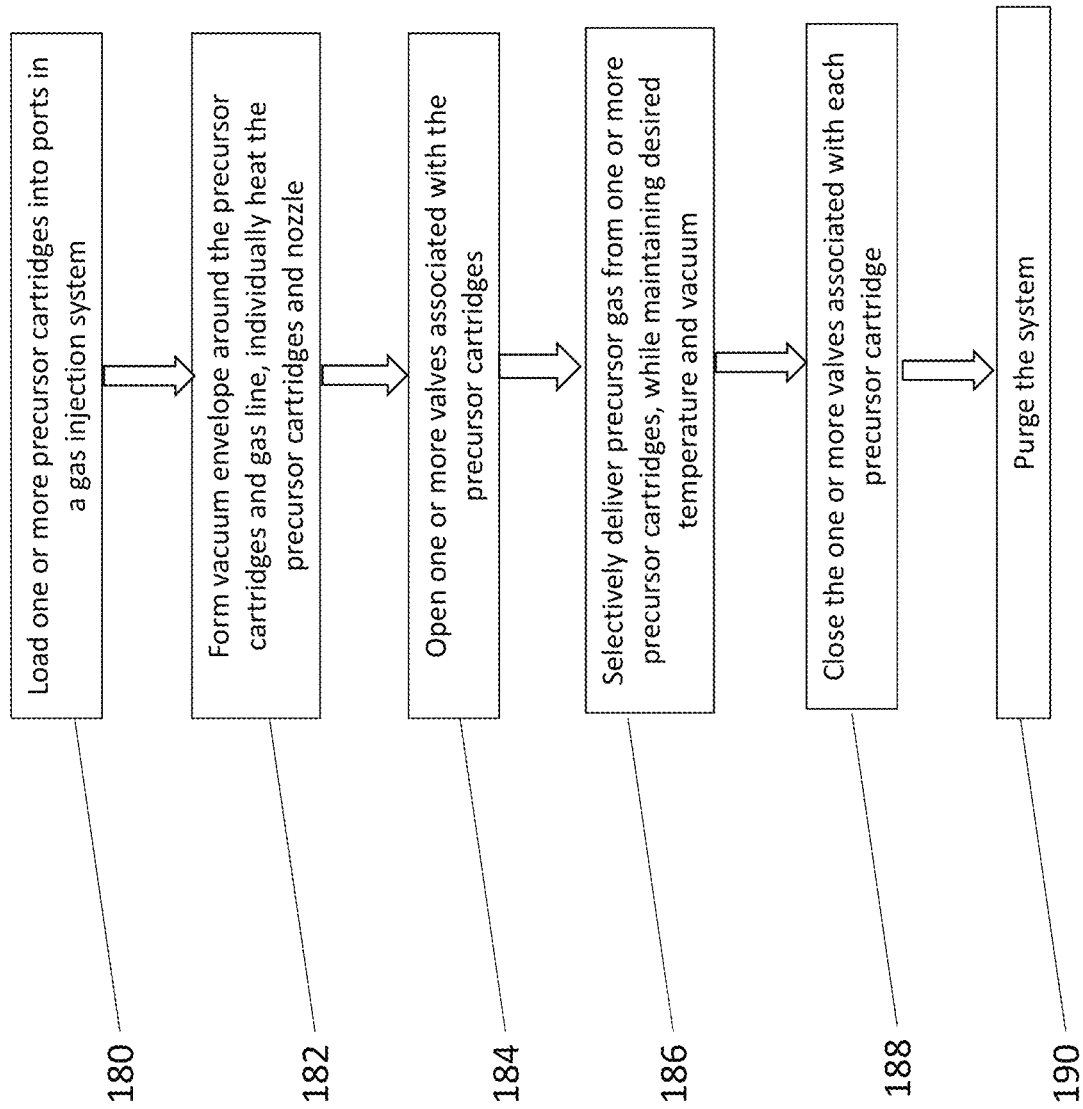 180
Load one or more precursor cartridges into ports in
a gas injection system
182
Form vacuum envelope around the precursor
cartridges and gas line, individually heat the
precursor cartridges and nozzle
184
Open one or more valves associated with the
precursor cartridges
186
Selectively deliver precursor gas from one or more
precursor cartridges, while maintaining desired
temperature and vacuum
188
Close the one or more valves associated with each
precursor cartridge
190
Purge the system